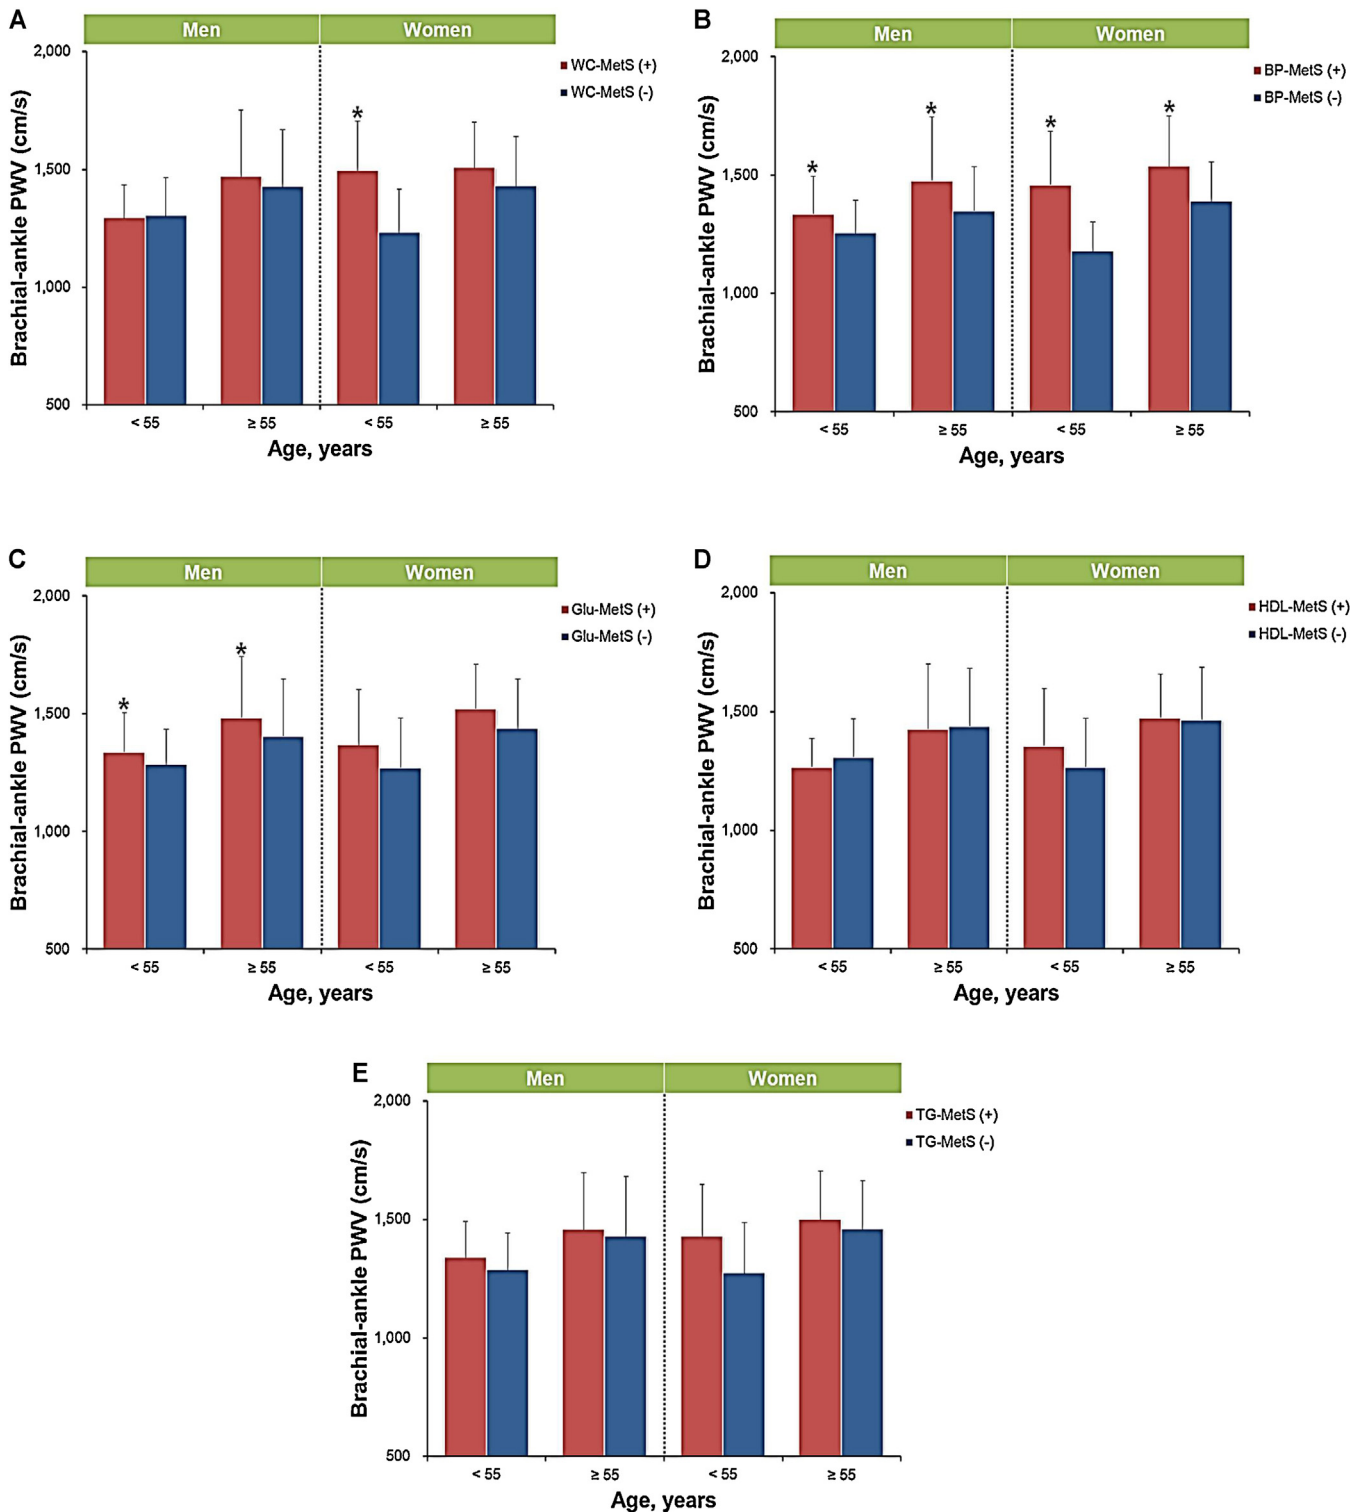 A
Men Women
2,000
1,500
1,000
500
Brachial-ankle PWV (cm/s)
WC-MetS (+)
WC-MetS (-)
*
< 55 ≥ 55 < 55 ≥ 55
Age, years
B
Men Women
2,000
1,500
1,000
500
Brachial-ankle PWV (cm/s)
BP-MetS (+)
BP-MetS (-)
* * * *
< 55 ≥ 55 < 55 ≥ 55
Age, years
C
Men Women
2,000
1,500
1,000
500
Brachial-ankle PWV (cm/s)
Glu-MetS (+)
Glu-MetS (-)
* *
< 55 ≥ 55 < 55 ≥ 55
Age, years
D
Men Women
2,000
1,500
1,000
500
Brachial-ankle PWV (cm/s)
HDL-MetS (+)
HDL-MetS (-)
< 55 ≥ 55 < 55 ≥ 55
Age, years
E
Men Women
2,000
1,500
1,000
500
Brachial-ankle PWV (cm/s)
TG-MetS (+)
TG-MetS (-)
< 55 ≥ 55 < 55 ≥ 55
Age, years